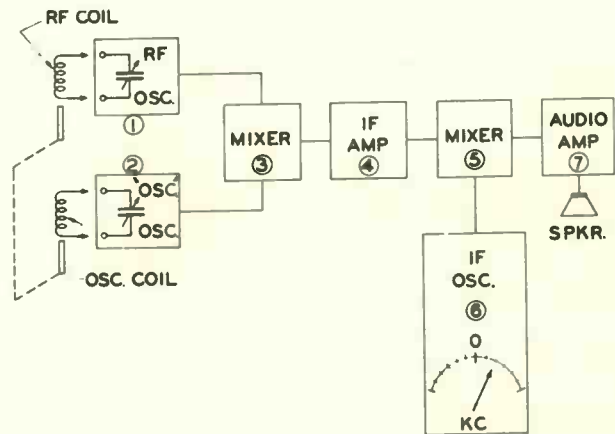 RF COIL
RF
OSC.
①
②
OSC.
OSC.
OSC. COIL
MIXER
③
IF
AMP
④
MIXER
⑤
AUDIO
AMP
⑦
SPKR.
IF
OSC.
⑥
0
KC